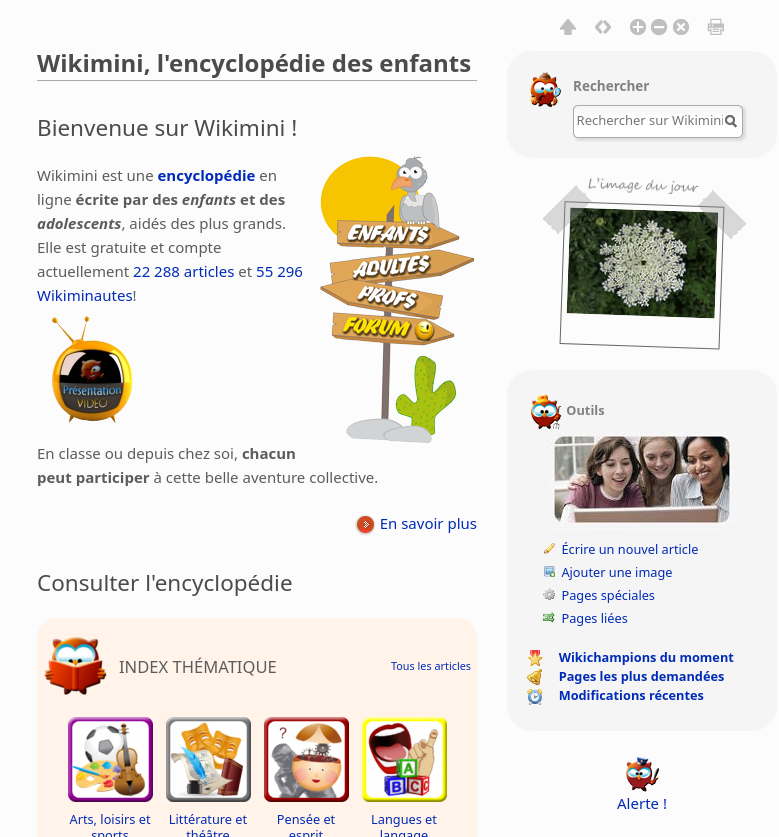 Wikimini, l'encyclopédie des enfants
Bienvenue sur Wikimini !
Wikimini est une encyclopédie en
ligne écrite par des enfants et des
adolescents, aidés des plus grands.
Elle est gratuite et compte
actuellement 22 288 articles et 55 296
Wikiminautes!
ENFANTS
ADULTES
PROFS
FORUM
Présentation
VIDEO
En classe ou depuis chez soi, chacun
peut participer à cette belle aventure collective.
En savoir plus
Consulter l'encyclopédie
INDEX THÉMATIQUE
Tous les articles
?
A
B
C
Arts, loisirs et
sports
Littérature et
théâtre
Pensée et
esprit
Langues et
langage
Rechercher
Rechercher sur Wikimini
L'image du jour
Outils
Écrire un nouvel article
Ajouter une image
Pages spéciales
Pages liées
Wikichampions du moment
Pages les plus demandées
Modifications récentes
Alerte !